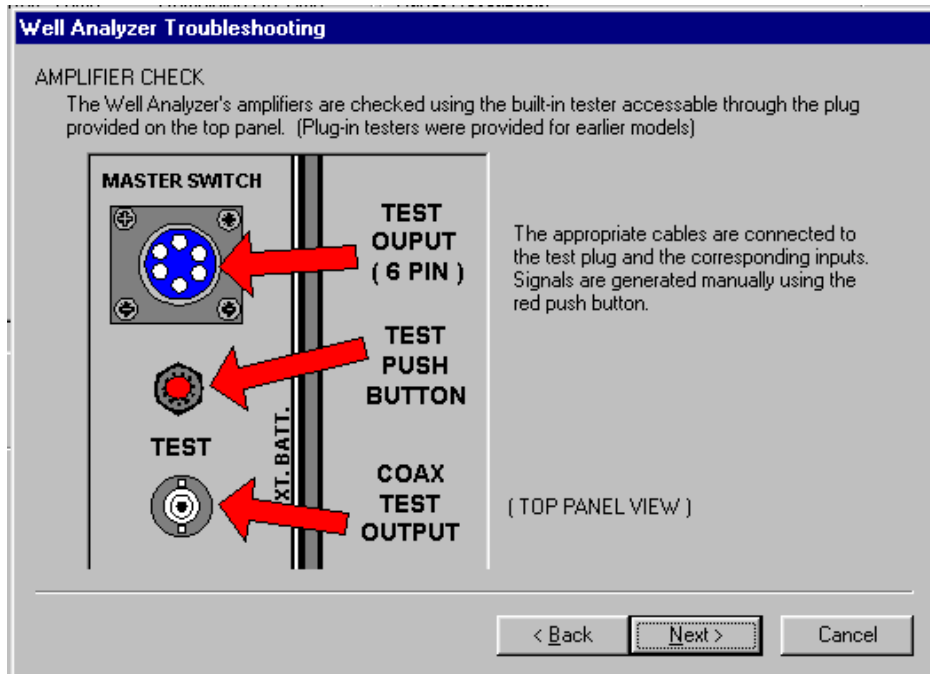 Well Analyzer Troubleshooting
AMPLIFIER CHECK
The Well Analyzer's amplifiers are checked using the built-in tester accessable through the plug
provided on the top panel. (Plug-in testers were provided for earlier models)
MASTER SWITCH
TEST
OUPUT
( 6 PIN )
The appropriate cables are connected to
the test plug and the corresponding inputs.
Signals are generated manually using the
red push button.
TEST
PUSH
BUTTON
TEST
XT. BATT.
COAX
TEST
OUTPUT
( TOP PANEL VIEW )
< Back
Next >
Cancel